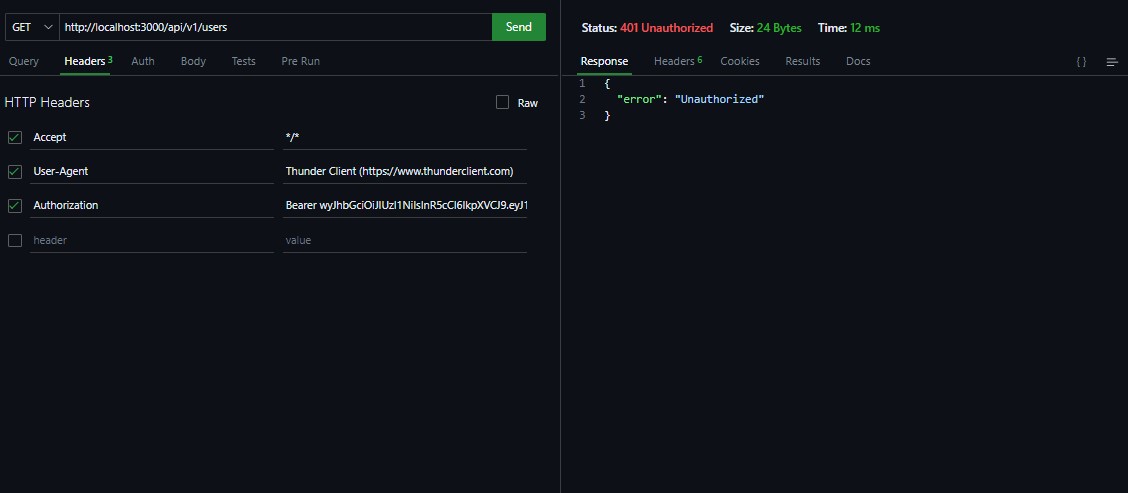 GET http://localhost:3000/api/v1/users Send
Query Headers 3 Auth Body Tests Pre Run
HTTP Headers Raw
Accept */*
User-Agent Thunder Client (https://www.thunderclient.com)
Authorization Bearer wyJhbGciOiJIUzI1NiIsInR5cCI6IkpXVCJ9.eyJ1
header value
Status: 401 Unauthorized Size: 24 Bytes Time: 12 ms
Response Headers 6 Cookies Results Docs { }
1 {
2 "error": "Unauthorized"
3 }